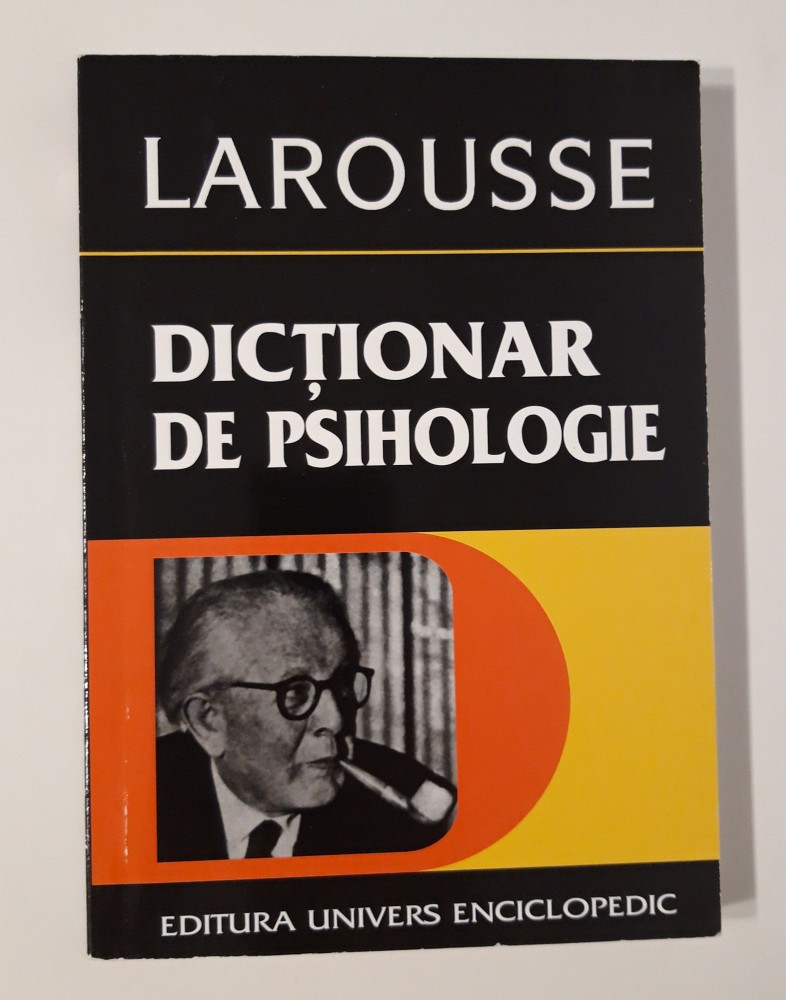 LAROUSSE
DICȚIONAR
DE PSIHOLOGIE
EDITURA UNIVERS ENCICLOPEDIC